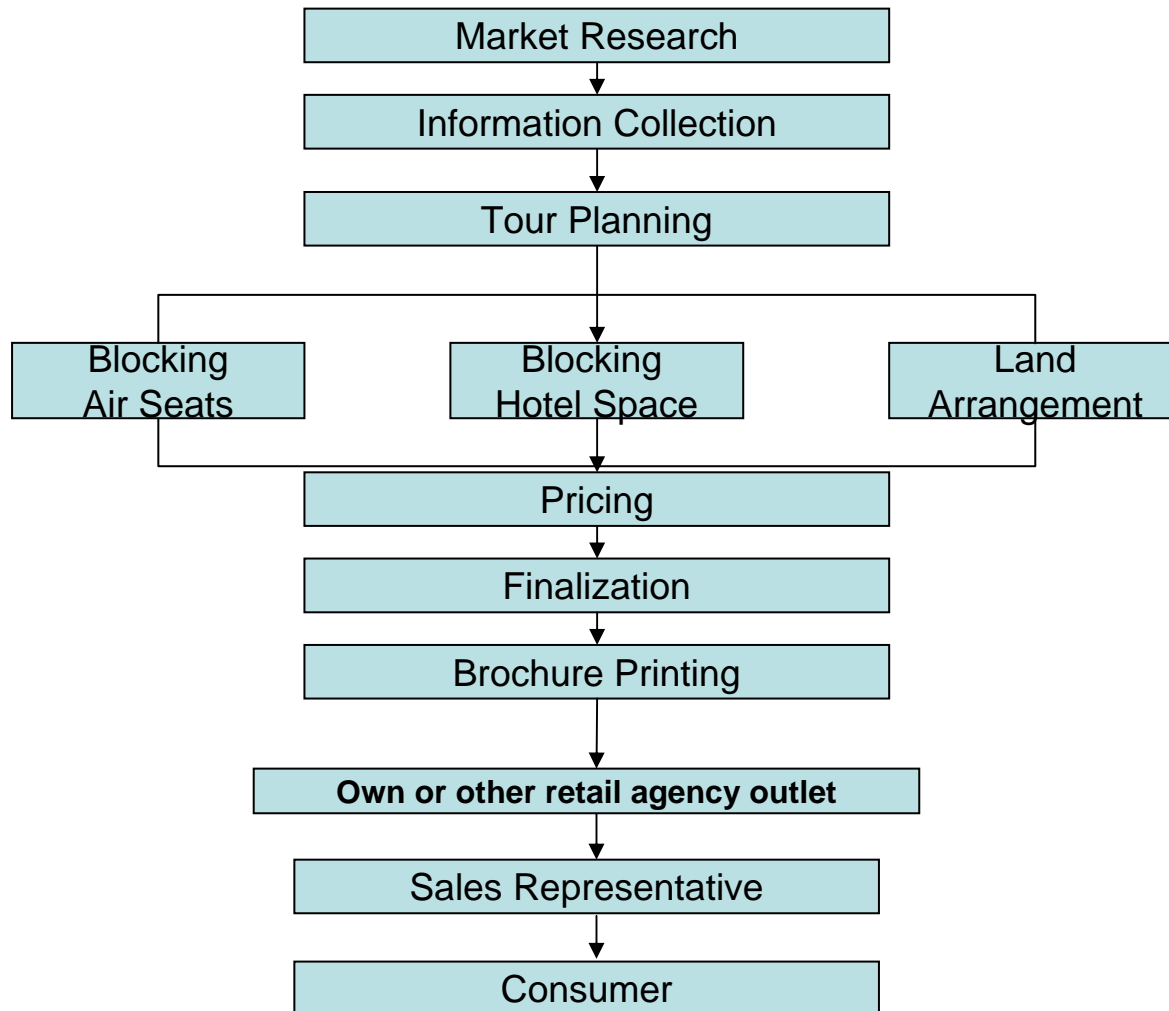 Market Research
Information Collection
Tour Planning
Blocking
Air Seats
Blocking
Hotel Space
Land
Arrangement
Pricing
Finalization
Brochure Printing
Own or other retail agency outlet
Sales Representative
Consumer